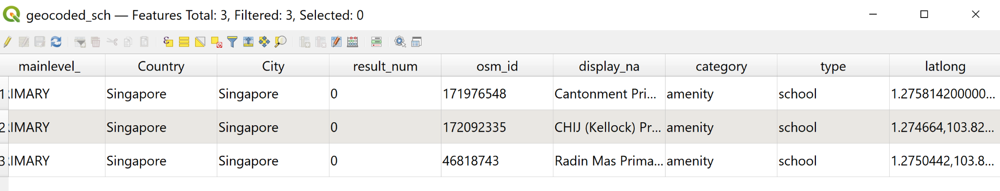 geocoded_sch — Features Total: 3, Filtered: 3, Selected: 0
mainlevel_ Country City result_num osm_id display_na category type latlong
1 IMARY Singapore Singapore 0 171976548 Cantonment Pri... amenity school 1.275814200000...
2 IMARY Singapore Singapore 0 172092335 CHIJ (Kellock) Pr... amenity school 1.274664,103.82...
3 IMARY Singapore Singapore 0 46818743 Radin Mas Prima... amenity school 1.2750442,103.8...